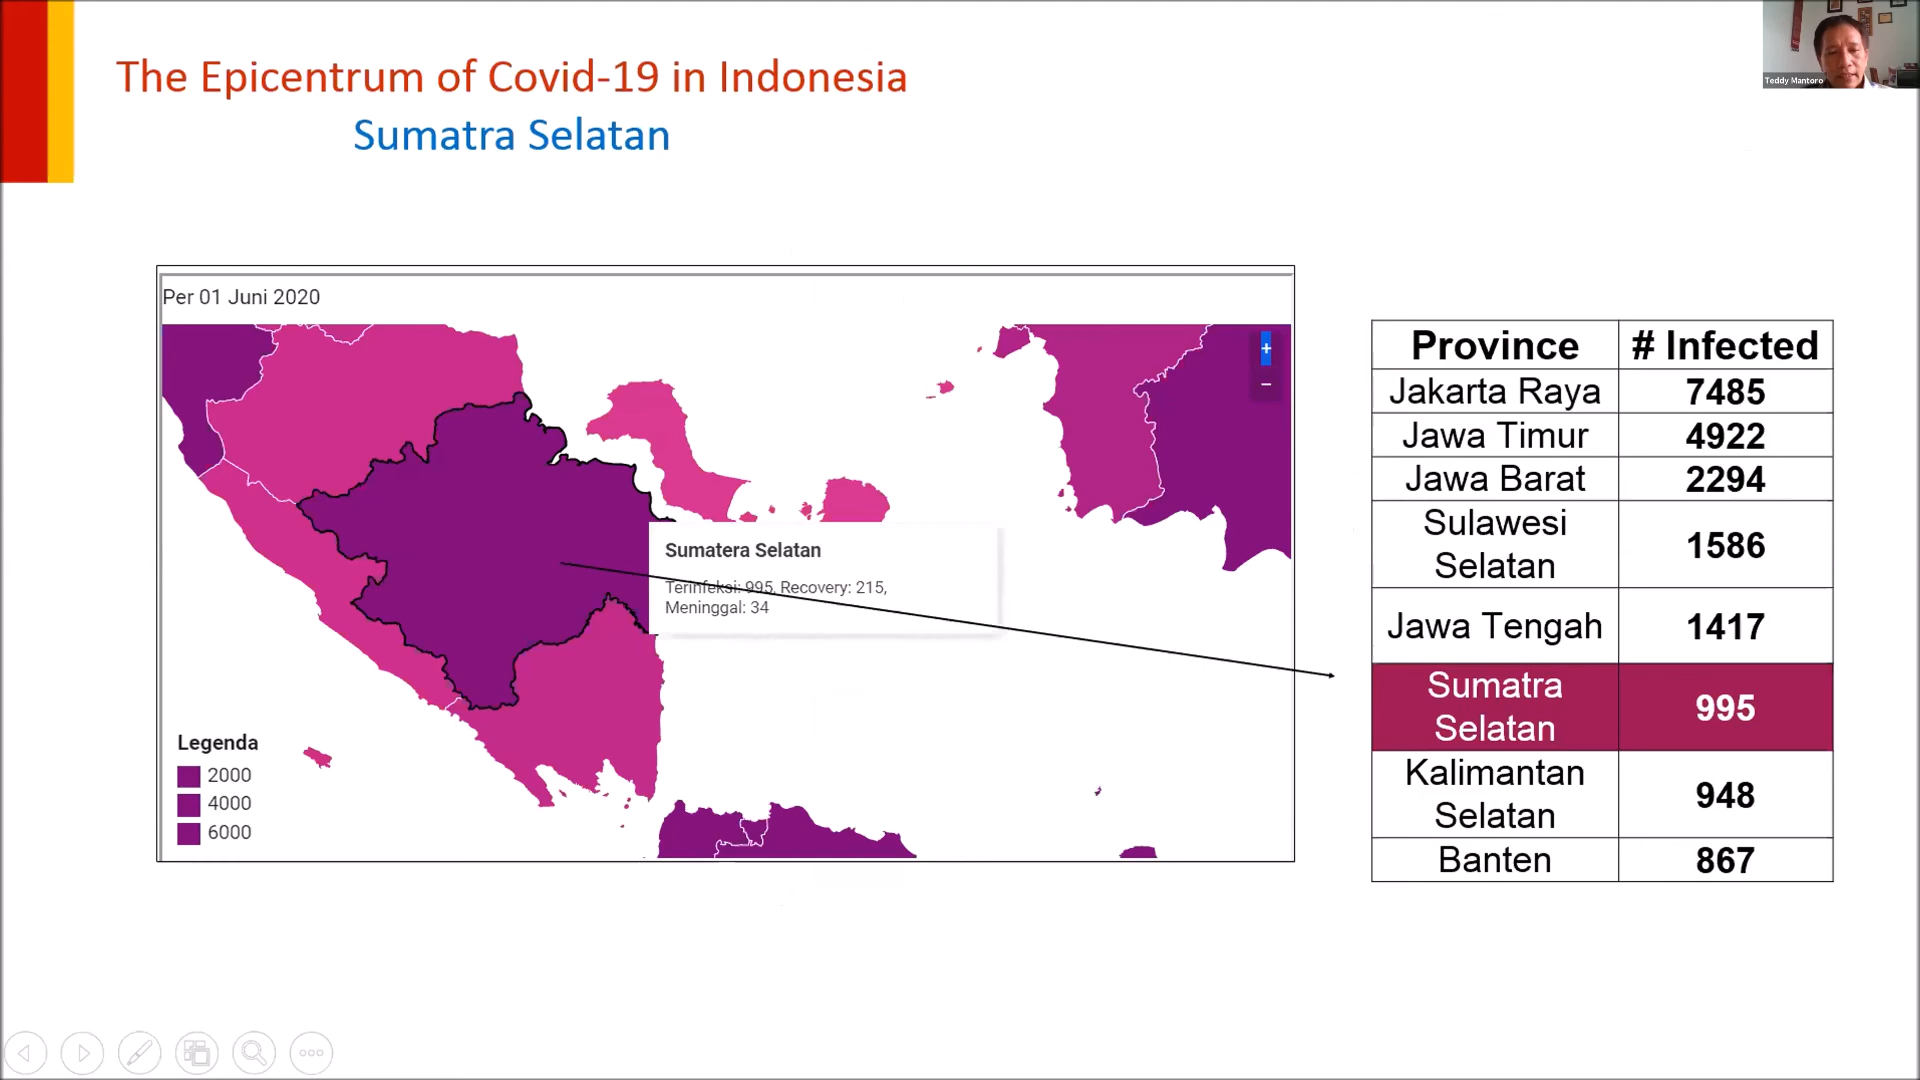 The Epicentrum of Covid-19 in Indonesia
Sumatra Selatan
Teddy Mantoro
Per 01 Juni 2020
+
−
Sumatera Selatan
Terinfeksi: 995, Recovery: 215,
Meninggal: 34
Legenda
2000
4000
6000
Province # Infected
Jakarta Raya 7485
Jawa Timur 4922
Jawa Barat 2294
Sulawesi
Selatan 1586
Jawa Tengah 1417
Sumatra
Selatan 995
Kalimantan
Selatan 948
Banten 867